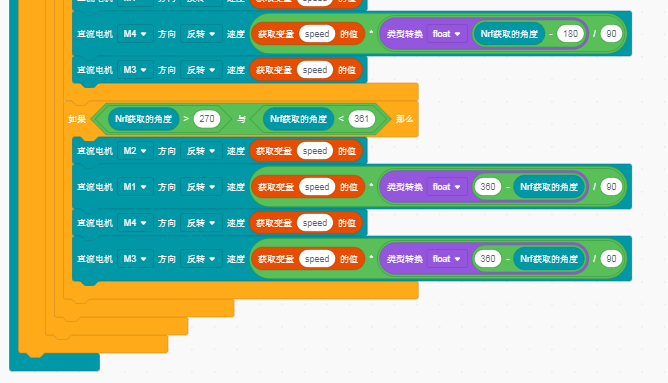 直流电机 M4 方向 反转 速度 获取变量 speed 的值 * 类型转换 float Nrf获取的角度 - 180 / 90
直流电机 M3 方向 反转 速度 获取变量 speed 的值
如果 Nrf获取的角度 > 270 与 Nrf获取的角度 < 361 那么
直流电机 M2 方向 反转 速度 获取变量 speed 的值
直流电机 M1 方向 反转 速度 获取变量 speed 的值 * 类型转换 float 360 - Nrf获取的角度 / 90
直流电机 M4 方向 反转 速度 获取变量 speed 的值
直流电机 M3 方向 反转 速度 获取变量 speed 的值 * 类型转换 float 360 - Nrf获取的角度 / 90